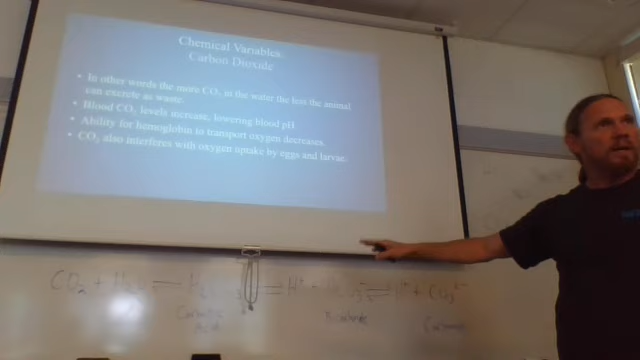 Chemical Variables:
Carbon Dioxide
• In other words the more CO₂ in the water the less the animal
can excrete as waste.
• Blood CO₂ levels increase, lowering blood pH
• Ability for hemoglobin to transport oxygen decreases.
• CO₂ also interferes with oxygen uptake by eggs and larvae.
CO₂ + H₂
Carbonic
Acid